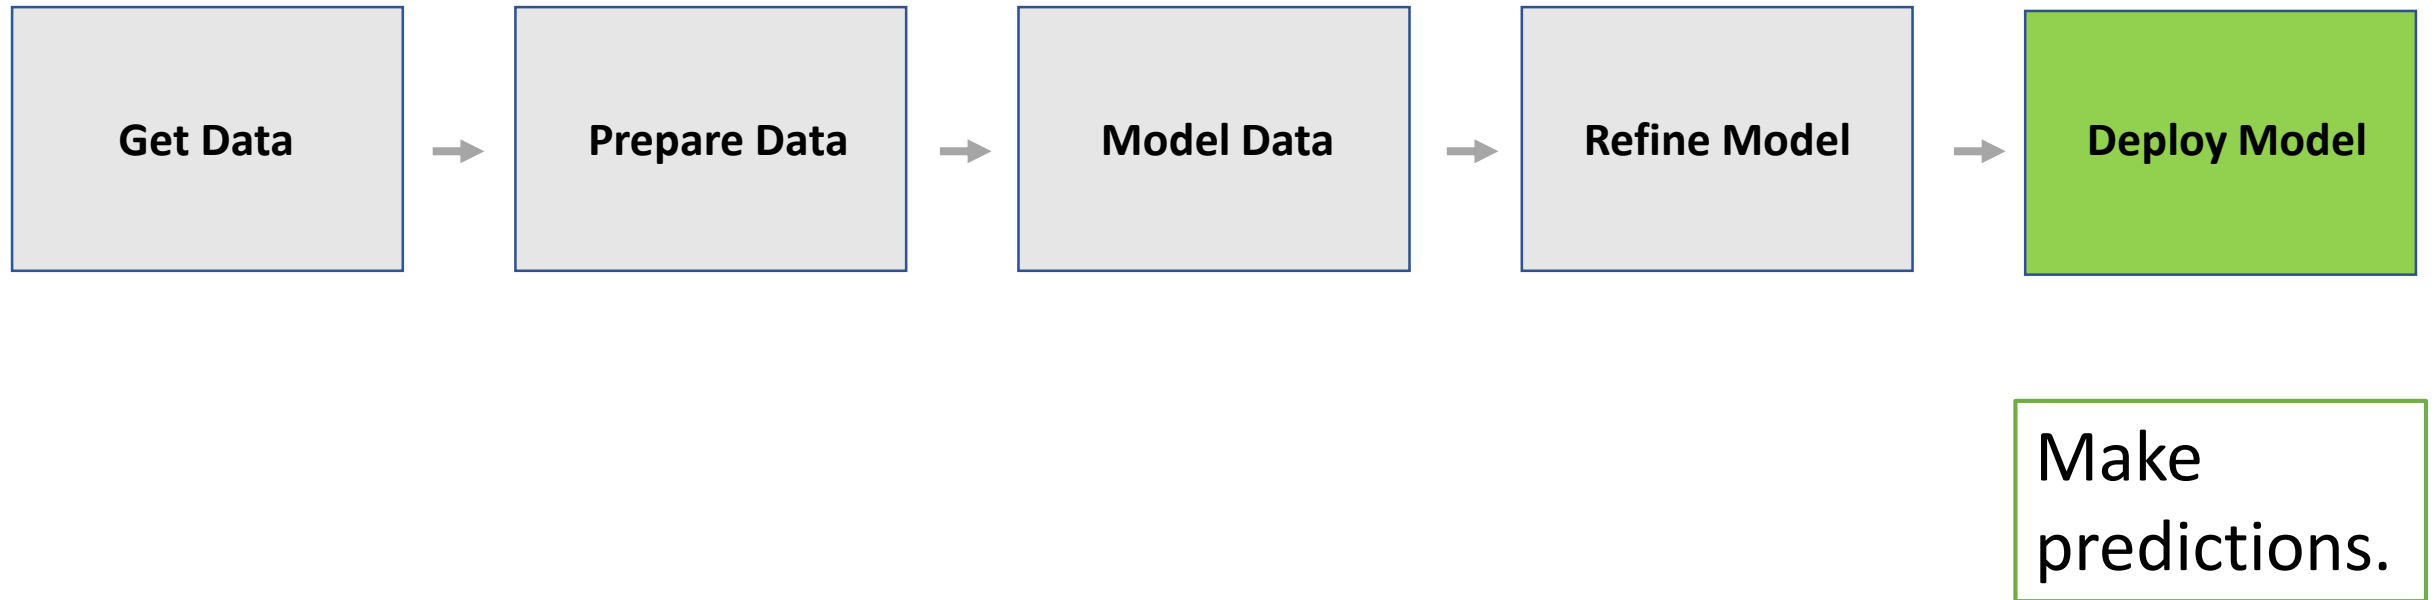 Get Data
Prepare Data
Model Data
Refine Model
Deploy Model
Make
predictions.